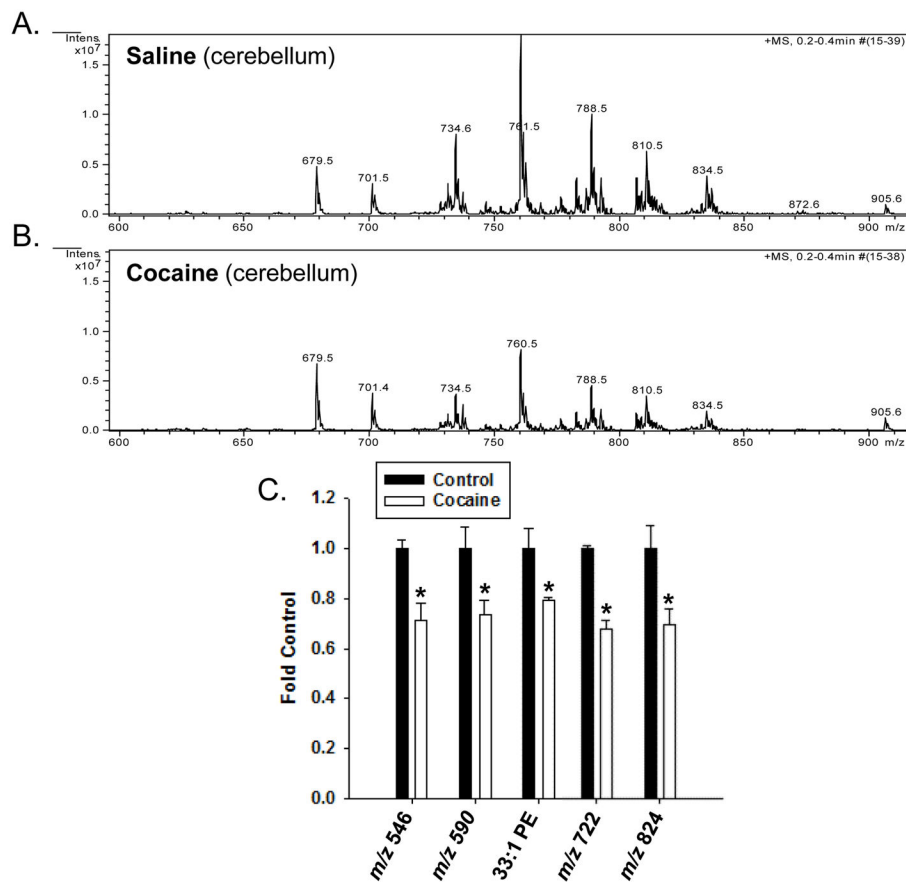 A.
Intens.
x10⁷
Saline (cerebellum)
+MS, 0.2-0.4min #(15-39)
1.5
1.0
0.5
0.0
679.5
701.5
734.6
761.5
788.5
810.5
834.5
872.6
905.6
600
650
700
750
800
850
900 m/z
B.
Intens.
x10⁷
Cocaine (cerebellum)
+MS, 0.2-0.4min #(15-38)
1.5
1.0
0.5
0.0
679.5
701.4
734.5
760.5
788.5
810.5
834.5
905.6
600
650
700
750
800
850
900 m/z
C.
Control
Cocaine
Fold Control
1.2
1.0
0.8
0.6
0.4
0.2
0.0
*
*
*
*
*
m/z 546
m/z 590
33:1 PE
m/z 722
m/z 824